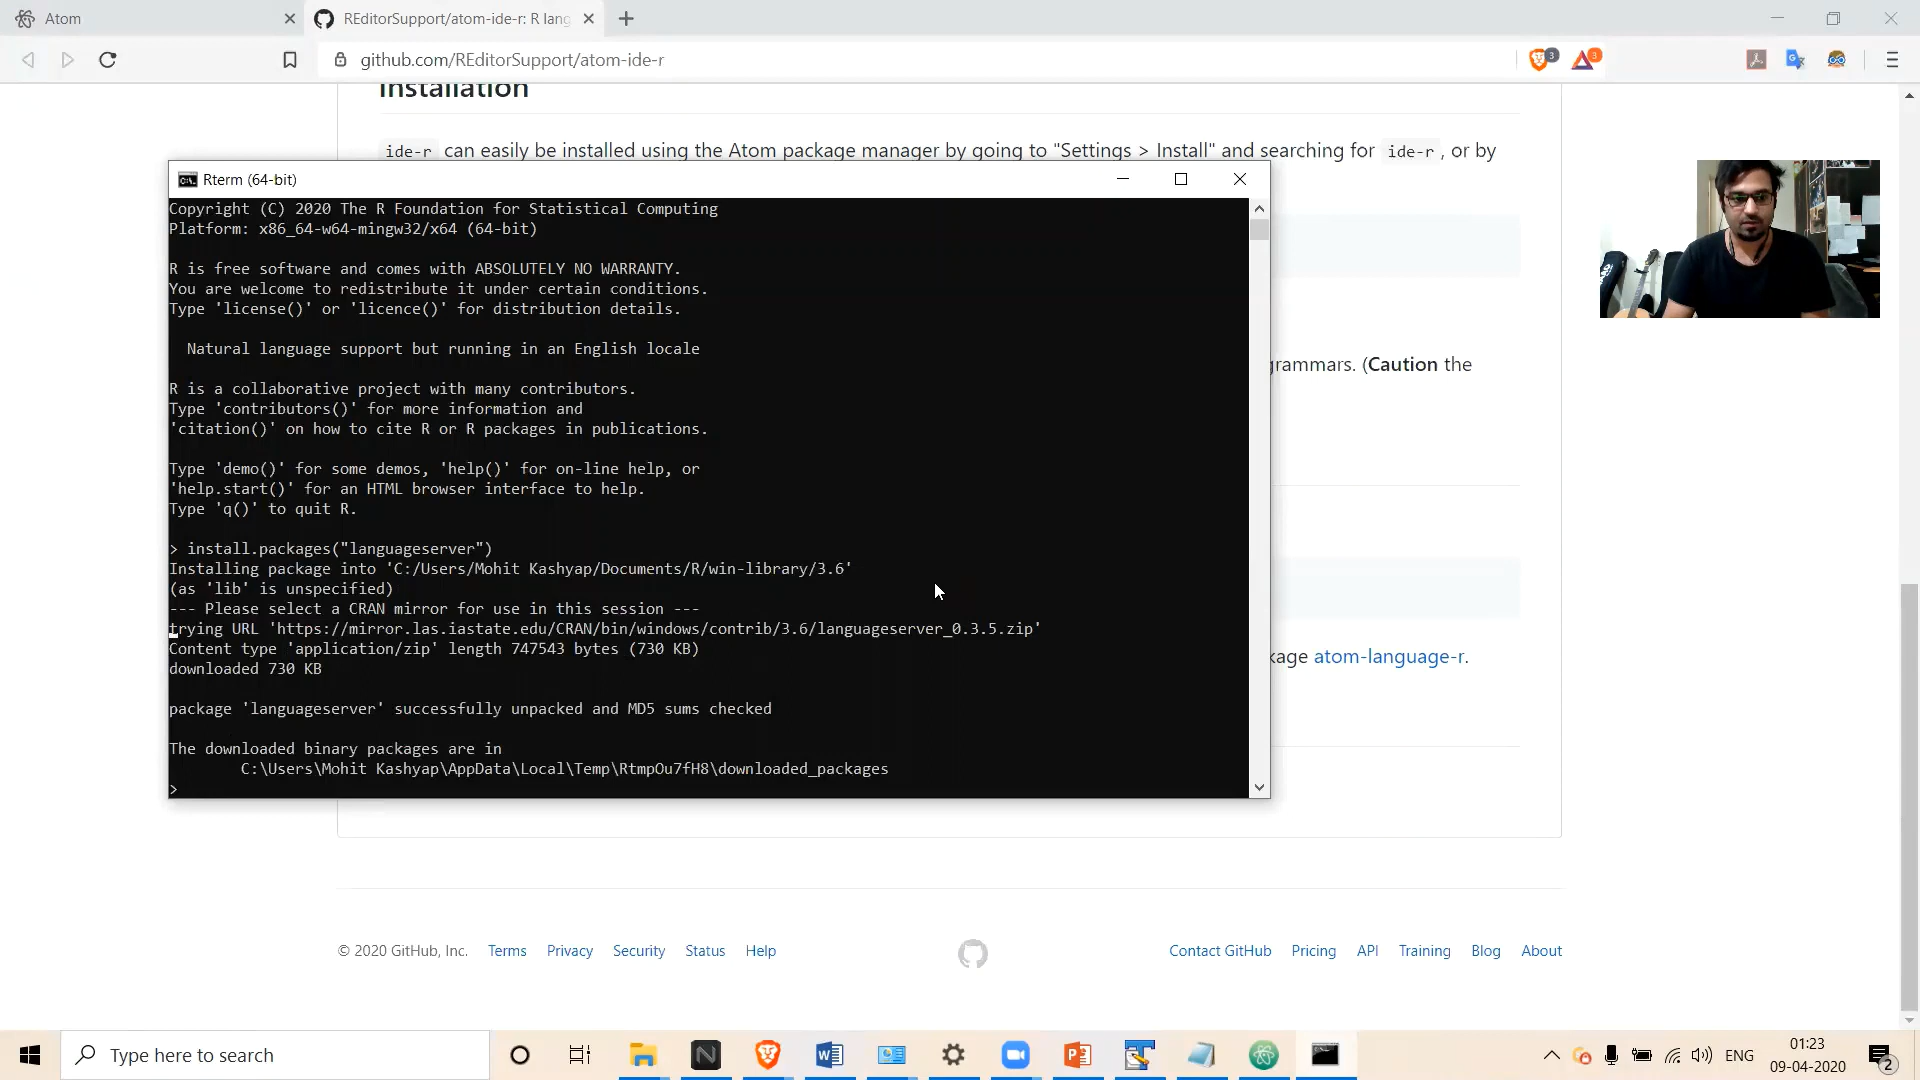 Atom
REditorSupport/atom-ide-r: R lang
github.com/REditorSupport/atom-ide-r
3
3
Installation
ide-r can easily be installed using the Atom package manager by going to "Settings > Install" and searching for ide-r , or by
Rterm (64-bit)
Copyright (C) 2020 The R Foundation for Statistical Computing
Platform: x86_64-w64-mingw32/x64 (64-bit)
R is free software and comes with ABSOLUTELY NO WARRANTY.
You are welcome to redistribute it under certain conditions.
Type 'license()' or 'licence()' for distribution details.
Natural language support but running in an English locale
grammars. (Caution the
R is a collaborative project with many contributors.
Type 'contributors()' for more information and
'citation()' on how to cite R or R packages in publications.
Type 'demo()' for some demos, 'help()' for on-line help, or
'help.start()' for an HTML browser interface to help.
Type 'q()' to quit R.
> install.packages("languageserver")
Installing package into 'C:/Users/Mohit Kashyap/Documents/R/win-library/3.6'
(as 'lib' is unspecified)
--- Please select a CRAN mirror for use in this session ---
trying URL 'https://mirror.las.iastate.edu/CRAN/bin/windows/contrib/3.6/languageserver_0.3.5.zip'
Content type 'application/zip' length 747543 bytes (730 KB)
kage atom-language-r.
downloaded 730 KB
package 'languageserver' successfully unpacked and MD5 sums checked
The downloaded binary packages are in
C:\Users\Mohit Kashyap\AppData\Local\Temp\RtmpOu7fH8\downloaded_packages
>
© 2020 GitHub, Inc. Terms Privacy Security Status Help
Contact GitHub Pricing API Training Blog About
Type here to search
ENG
01:23
09-04-2020
2